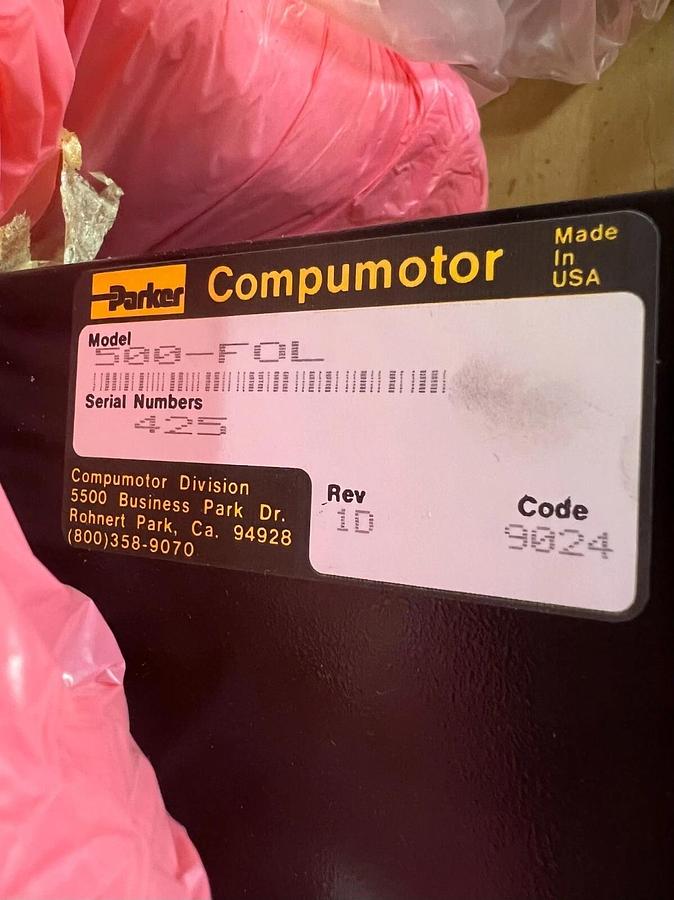 Parker Compumotor
Made
In
USA
Model
500-FOL
Serial Numbers
425
Compumotor Division
5500 Business Park Dr.
Rohnert Park, Ca. 94928
(800)358-9070
Rev
1D
Code
9024